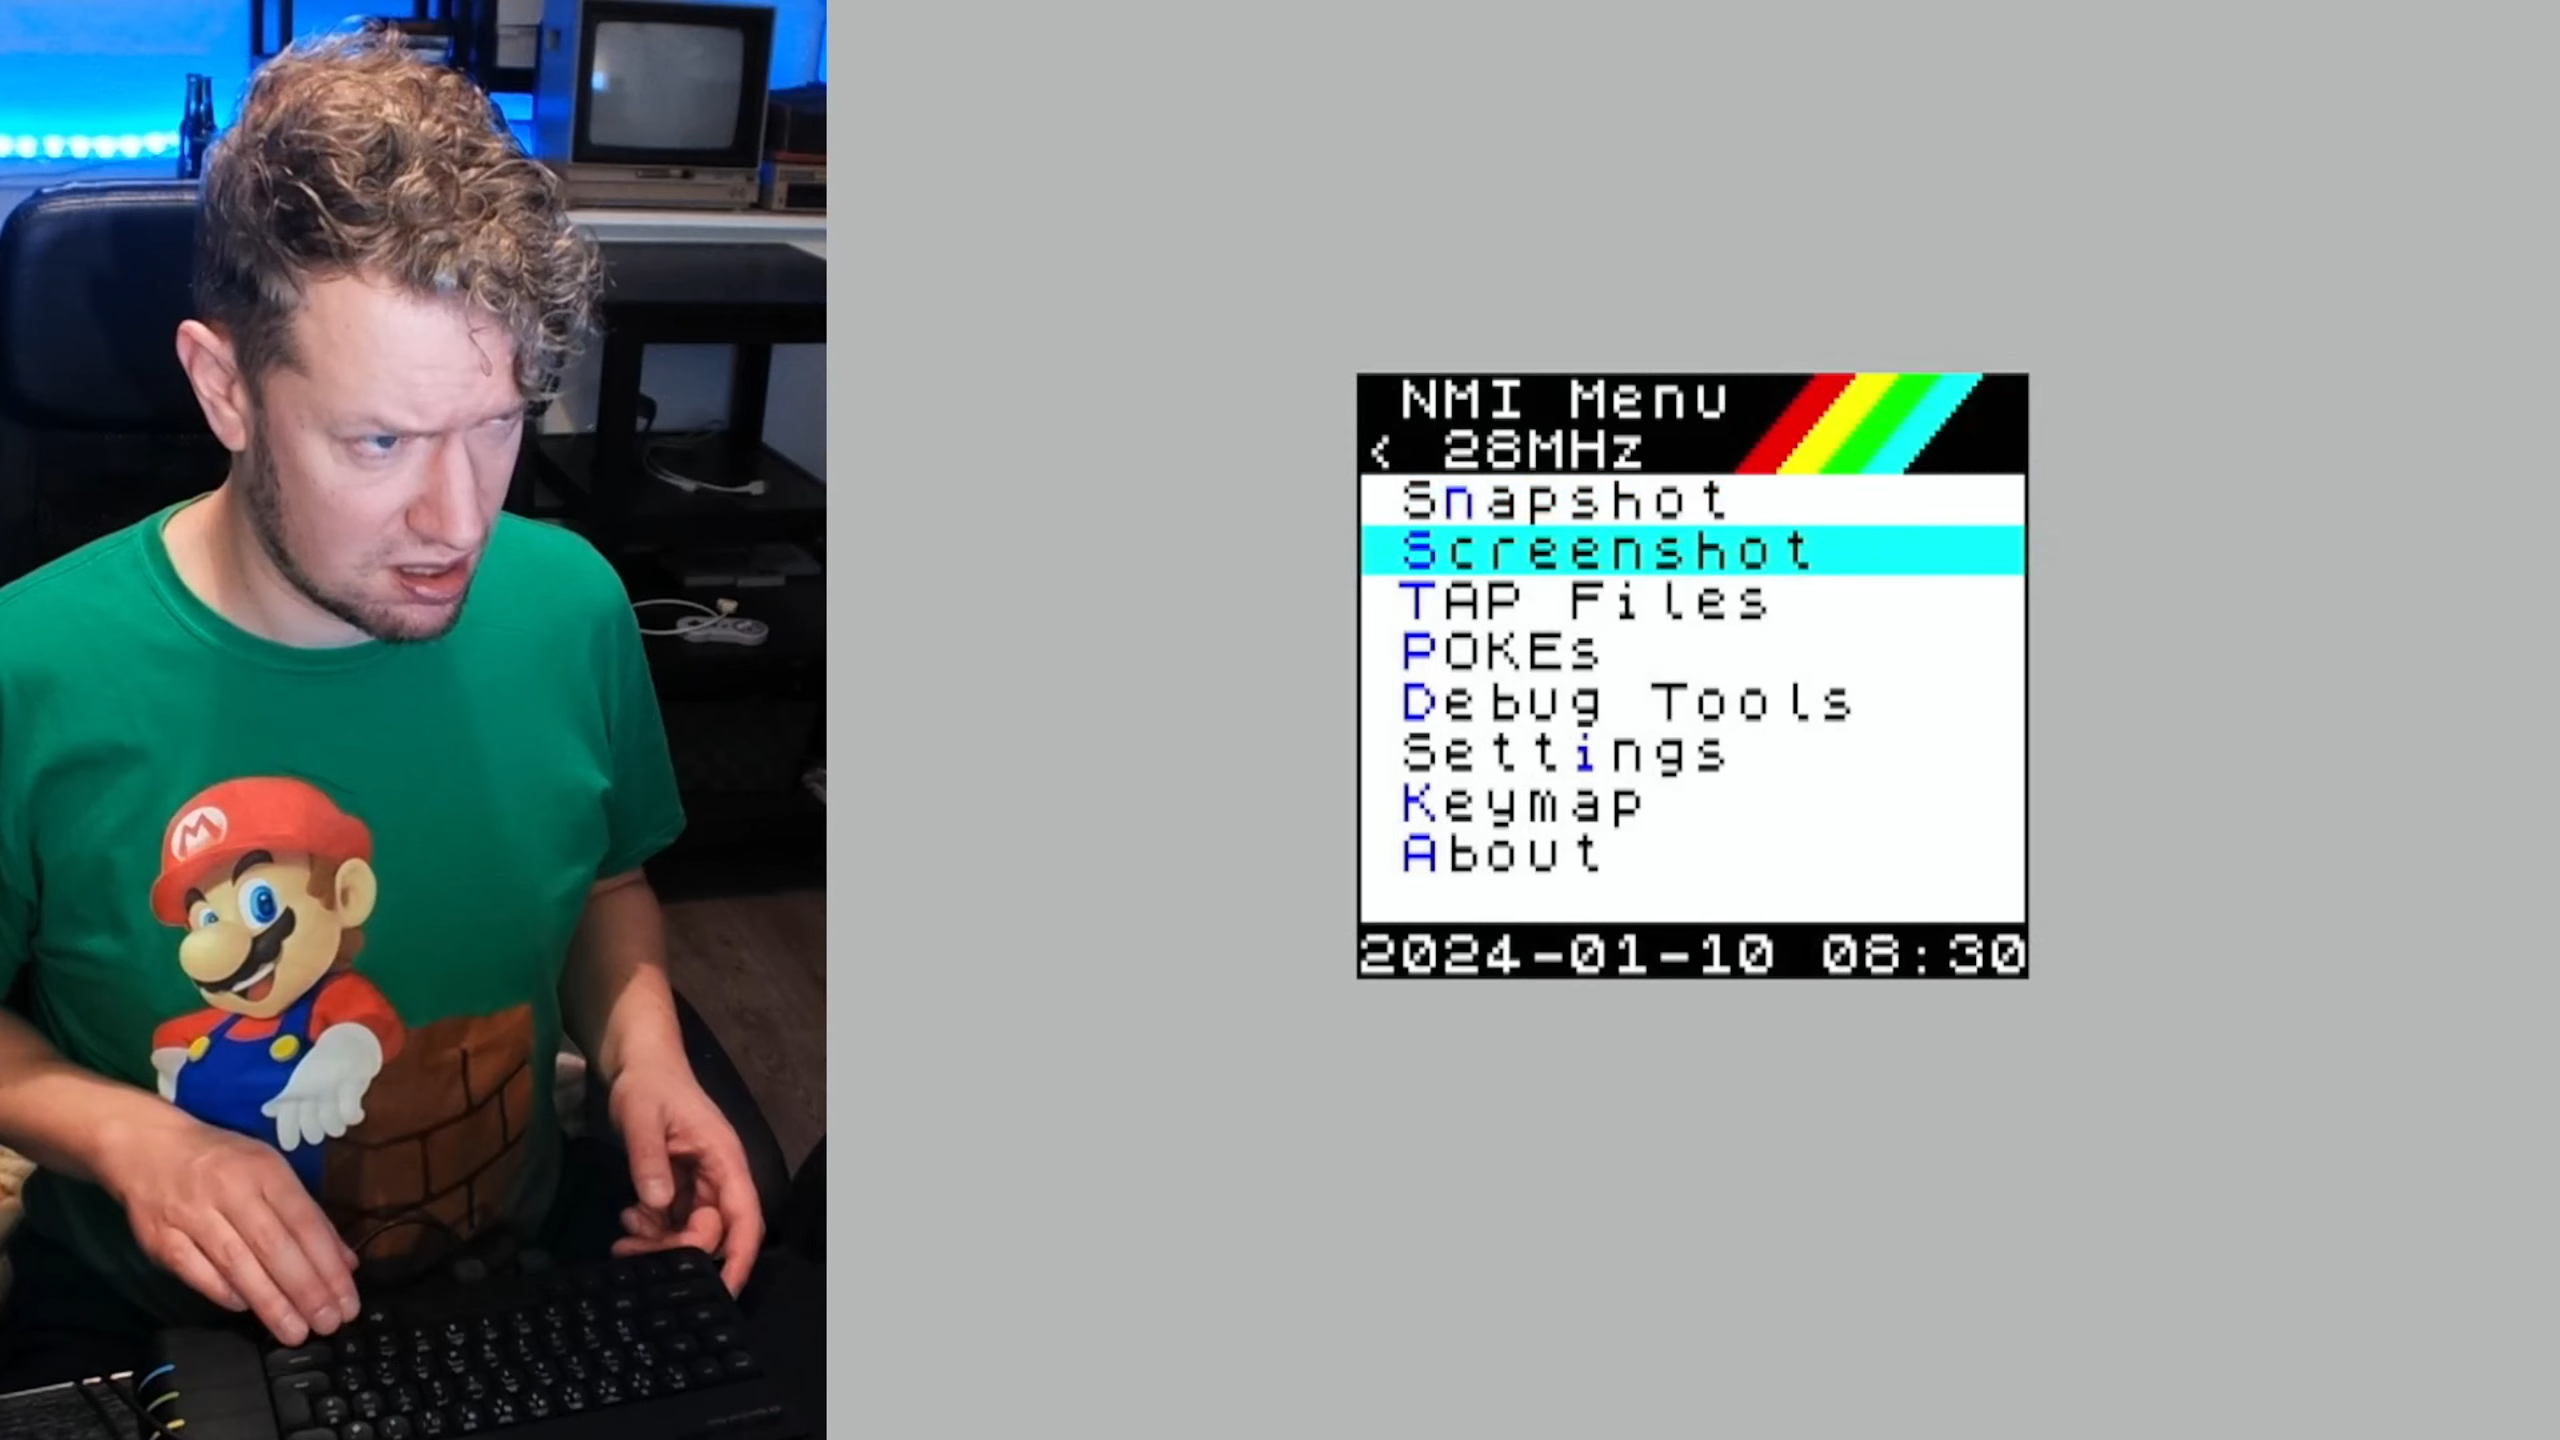 M
NMI Menu
< 28MHz
Snapshot
Screenshot
TAP Files
POKEs
Debug Tools
Settings
Keymap
About
2024-01-10 08:30